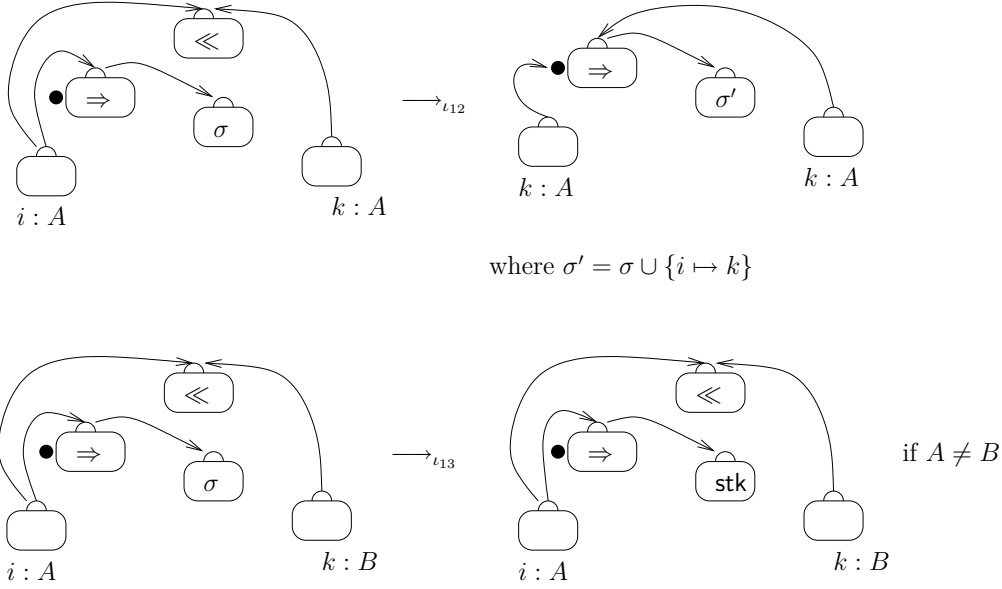 ≪
⇒
σ
i : A
k : A
⟶ι12
⇒
σ′
k : A
k : A
where σ′ = σ ∪ {i ↦ k}
≪
⇒
σ
i : A
k : B
⟶ι13
≪
⇒
stk
i : A
k : B
if A ≠ B